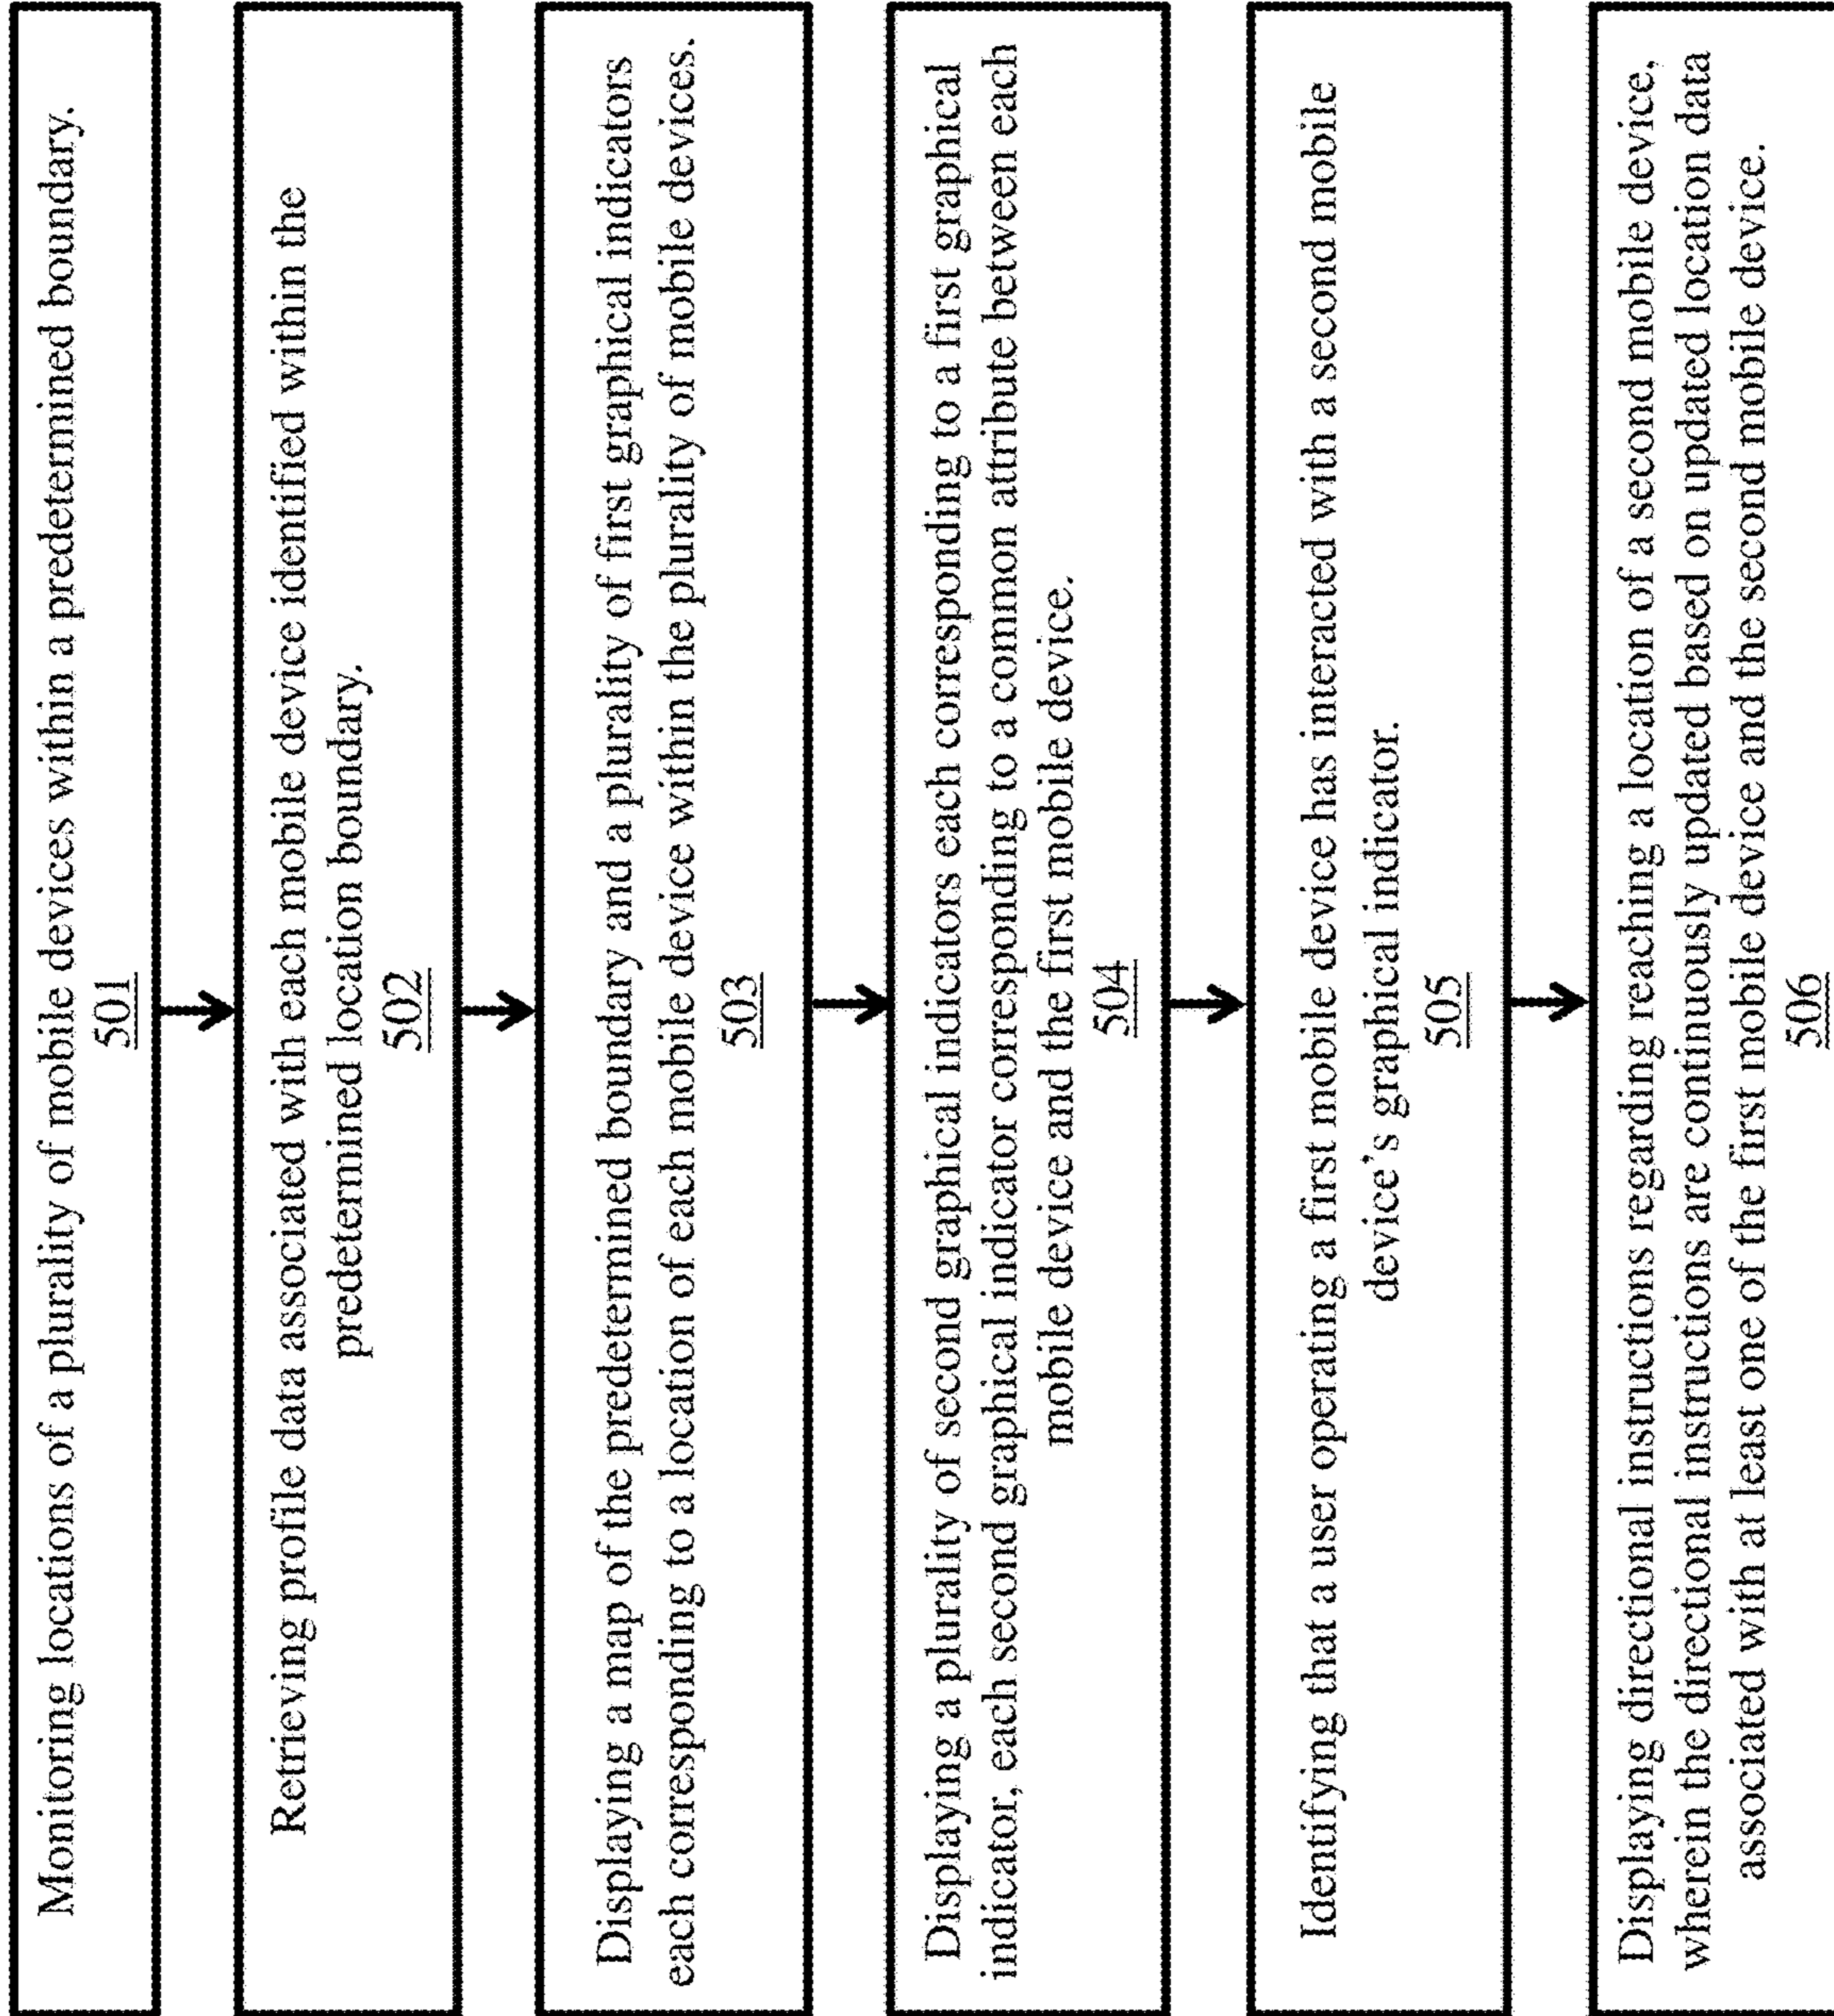 Monitoring locations of a plurality of mobile devices within a predetermined boundary.
501
Retrieving profile data associated with each mobile device identified within the
predetermined location boundary.
502
Displaying a map of the predetermined boundary and a plurality of first graphical indicators
each corresponding to a location of each mobile device within the plurality of mobile devices.
503
Displaying a plurality of second graphical indicators each corresponding to a first graphical
indicator, each second graphical indicator corresponding to a common attribute between each
mobile device and the first mobile device.
504
Identifying that a user operating a first mobile device has interacted with a second mobile
device’s graphical indicator.
505
Displaying directional instructions regarding reaching a location of a second mobile device,
wherein the directional instructions are continuously updated based on updated location data
associated with at least one of the first mobile device and the second mobile device.
506